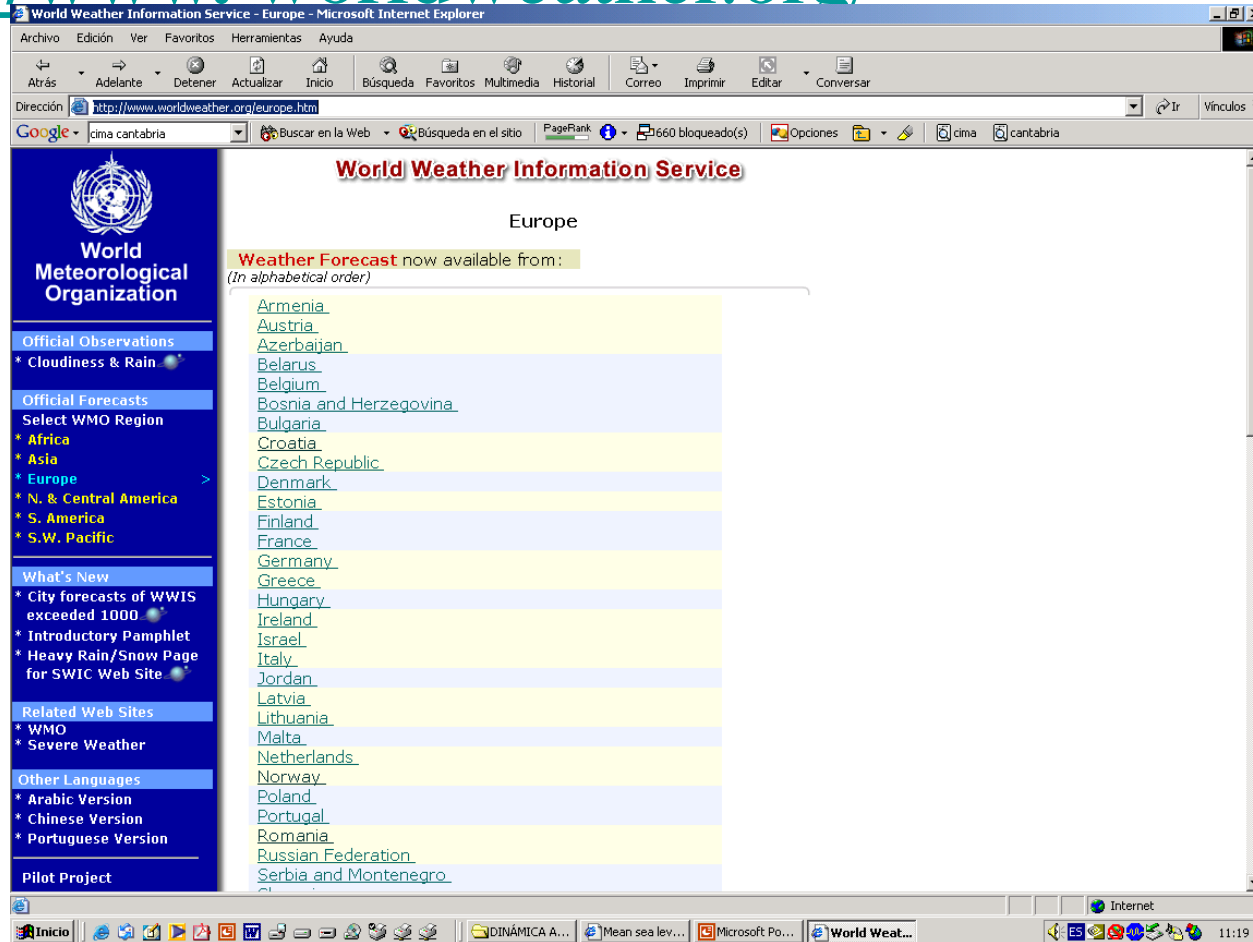 /www.worldweather.org/
World Weather Information Service - Europe - Microsoft Internet Explorer
Archivo Edición Ver Favoritos Herramientas Ayuda
Atrás Adelante Detener Actualizar Inicio Búsqueda Favoritos Multimedia Historial Correo Imprimir Editar Conversar
Dirección http://www.worldweather.org/europe.htm Ir Vínculos
Google cima cantabria Buscar en la Web Búsqueda en el sitio PageRank 660 bloqueado(s) Opciones cima cantabria
World Meteorological Organization
Official Observations
* Cloudiness & Rain
Official Forecasts
Select WMO Region
* Africa
* Asia
* Europe >
* N. & Central America
* S. America
* S.W. Pacific
What's New
* City forecasts of WWIS
exceeded 1000
* Introductory Pamphlet
* Heavy Rain/Snow Page
for SWIC Web Site
Related Web Sites
* WMO
* Severe Weather
Other Languages
* Arabic Version
* Chinese Version
* Portuguese Version
Pilot Project
World Weather Information Service
Europe
Weather Forecast now available from:
(In alphabetical order)
Armenia
Austria
Azerbaijan
Belarus
Belgium
Bosnia and Herzegovina
Bulgaria
Croatia
Czech Republic
Denmark
Estonia
Finland
France
Germany
Greece
Hungary
Ireland
Israel
Italy
Jordan
Latvia
Lithuania
Malta
Netherlands
Norway
Poland
Portugal
Romania
Russian Federation
Serbia and Montenegro
Internet
Inicio DINÁMICA A... Mean sea lev... Microsoft Po... World Weat... ES 11:19